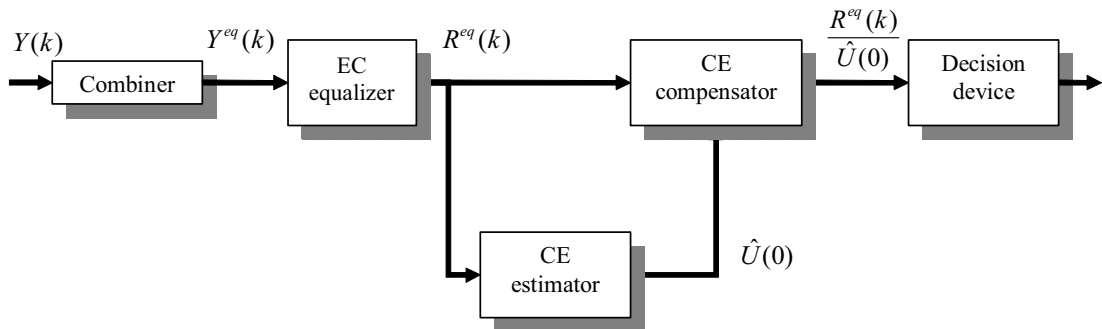 Y(k)
Combiner
Y^{eq}(k)
EC
equalizer
R^{eq}(k)
CE
compensator
R^{eq}(k)
Û(0)
Decision
device
CE
estimator
Û(0)